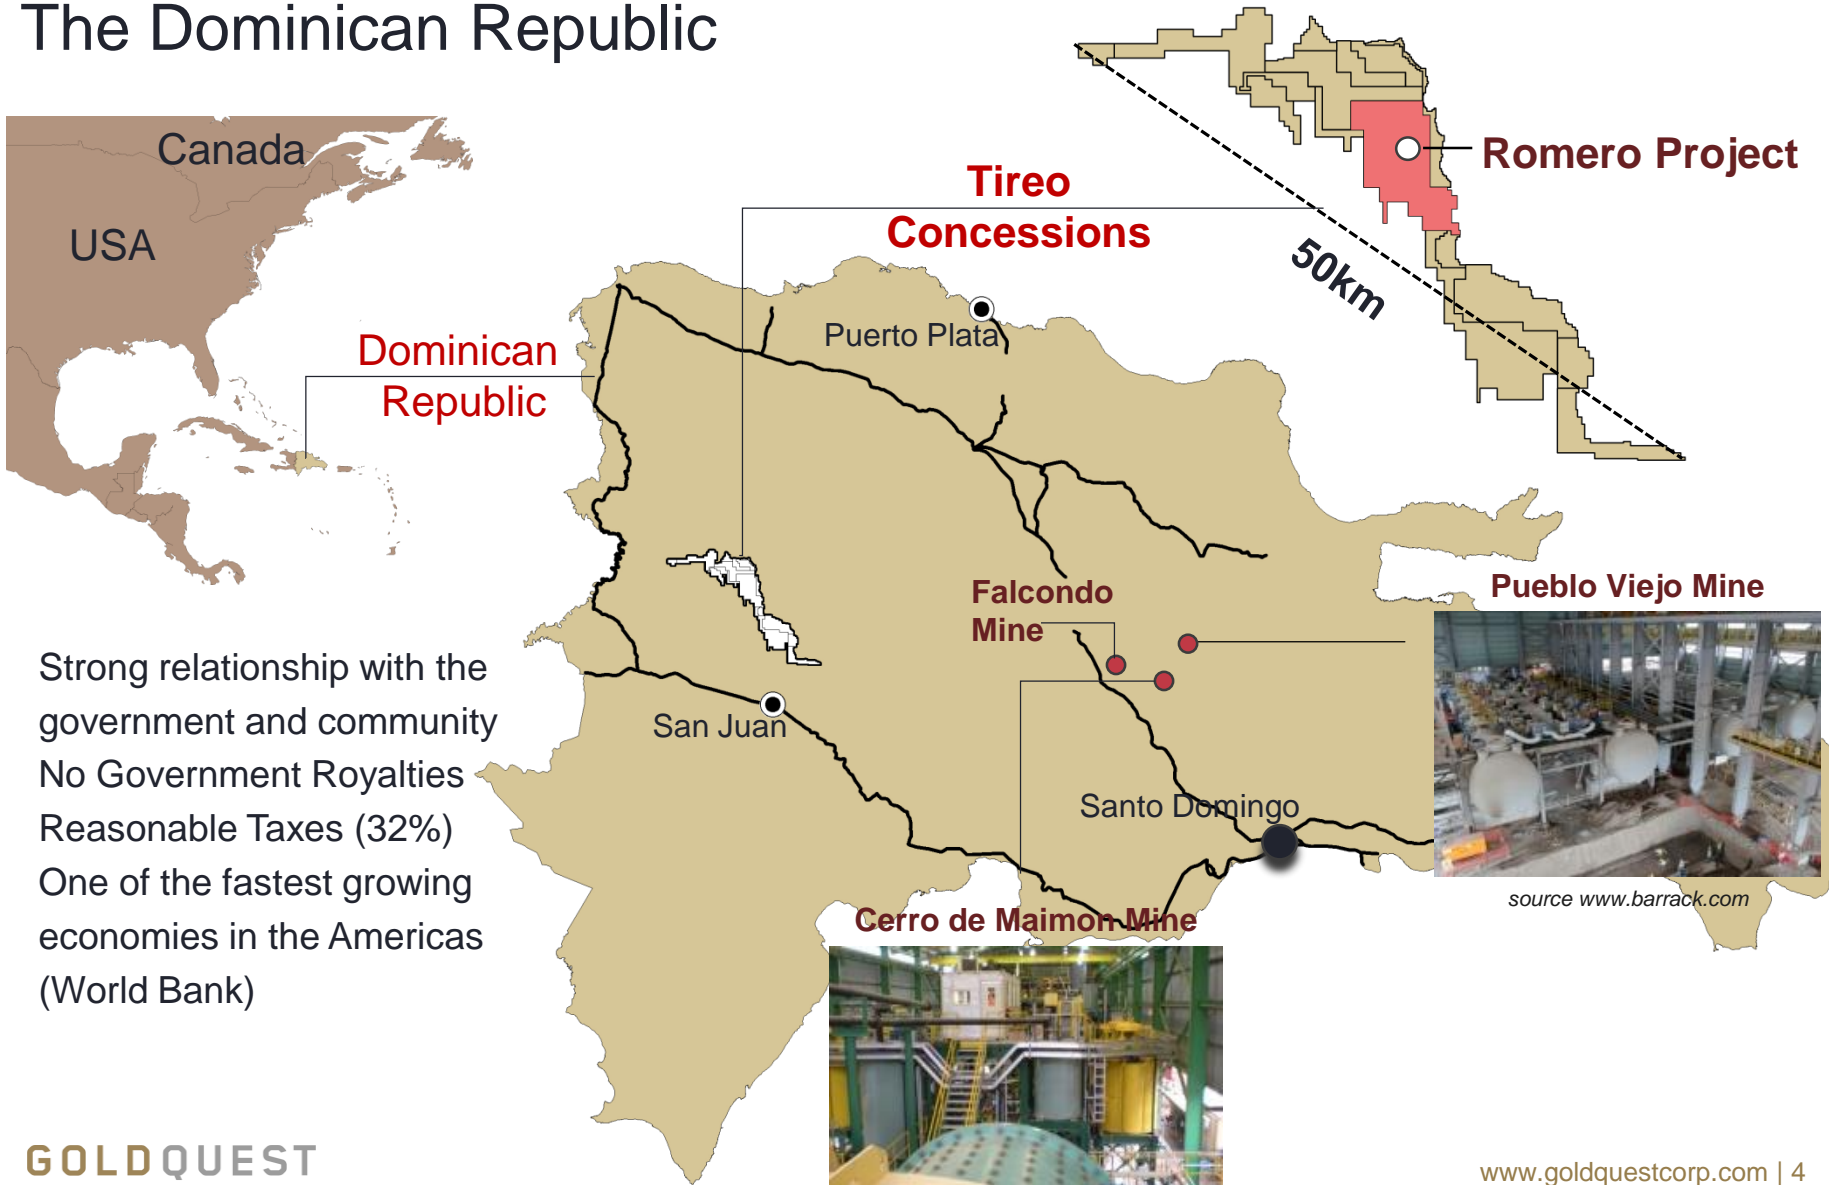 The Dominican Republic
Canada
USA
Dominican
Republic
Tireo
Concessions
Romero Project
50km
Puerto Plata
Falcondo
Mine
Pueblo Viejo Mine
San Juan
Santo Domingo
source www.barrack.com
Cerro de Maimon Mine
Strong relationship with the
government and community
No Government Royalties
Reasonable Taxes (32%)
One of the fastest growing
economies in the Americas
(World Bank)
GOLDQUEST
www.goldquestcorp.com | 4